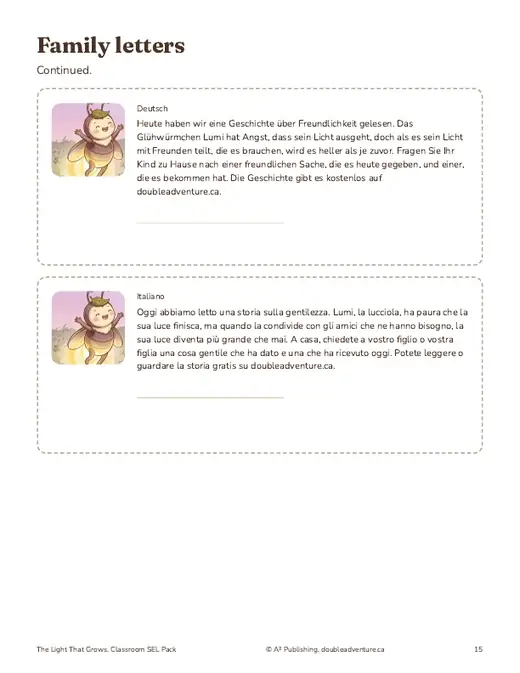 Family letters
Continued.
Deutsch
Heute haben wir eine Geschichte über Freundlichkeit gelesen. Das
Glühwürmchen Lumi hat Angst, dass sein Licht ausgeht, doch als es sein Licht
mit Freunden teilt, die es brauchen, wird es heller als je zuvor. Fragen Sie Ihr
Kind zu Hause nach einer freundlichen Sache, die es heute gegeben, und einer,
die es bekommen hat. Die Geschichte gibt es kostenlos auf
doubleadventure.ca.
Italiano
Oggi abbiamo letto una storia sulla gentilezza. Lumi, la lucciola, ha paura che la
sua luce finisca, ma quando la condivide con gli amici che ne hanno bisogno, la
sua luce diventa più grande che mai. A casa, chiedete a vostro figlio o vostra
figlia una cosa gentile che ha dato e una che ha ricevuto oggi. Potete leggere o
guardare la storia gratis su doubleadventure.ca.
The Light That Grows. Classroom SEL Pack
© A² Publishing. doubleadventure.ca
15